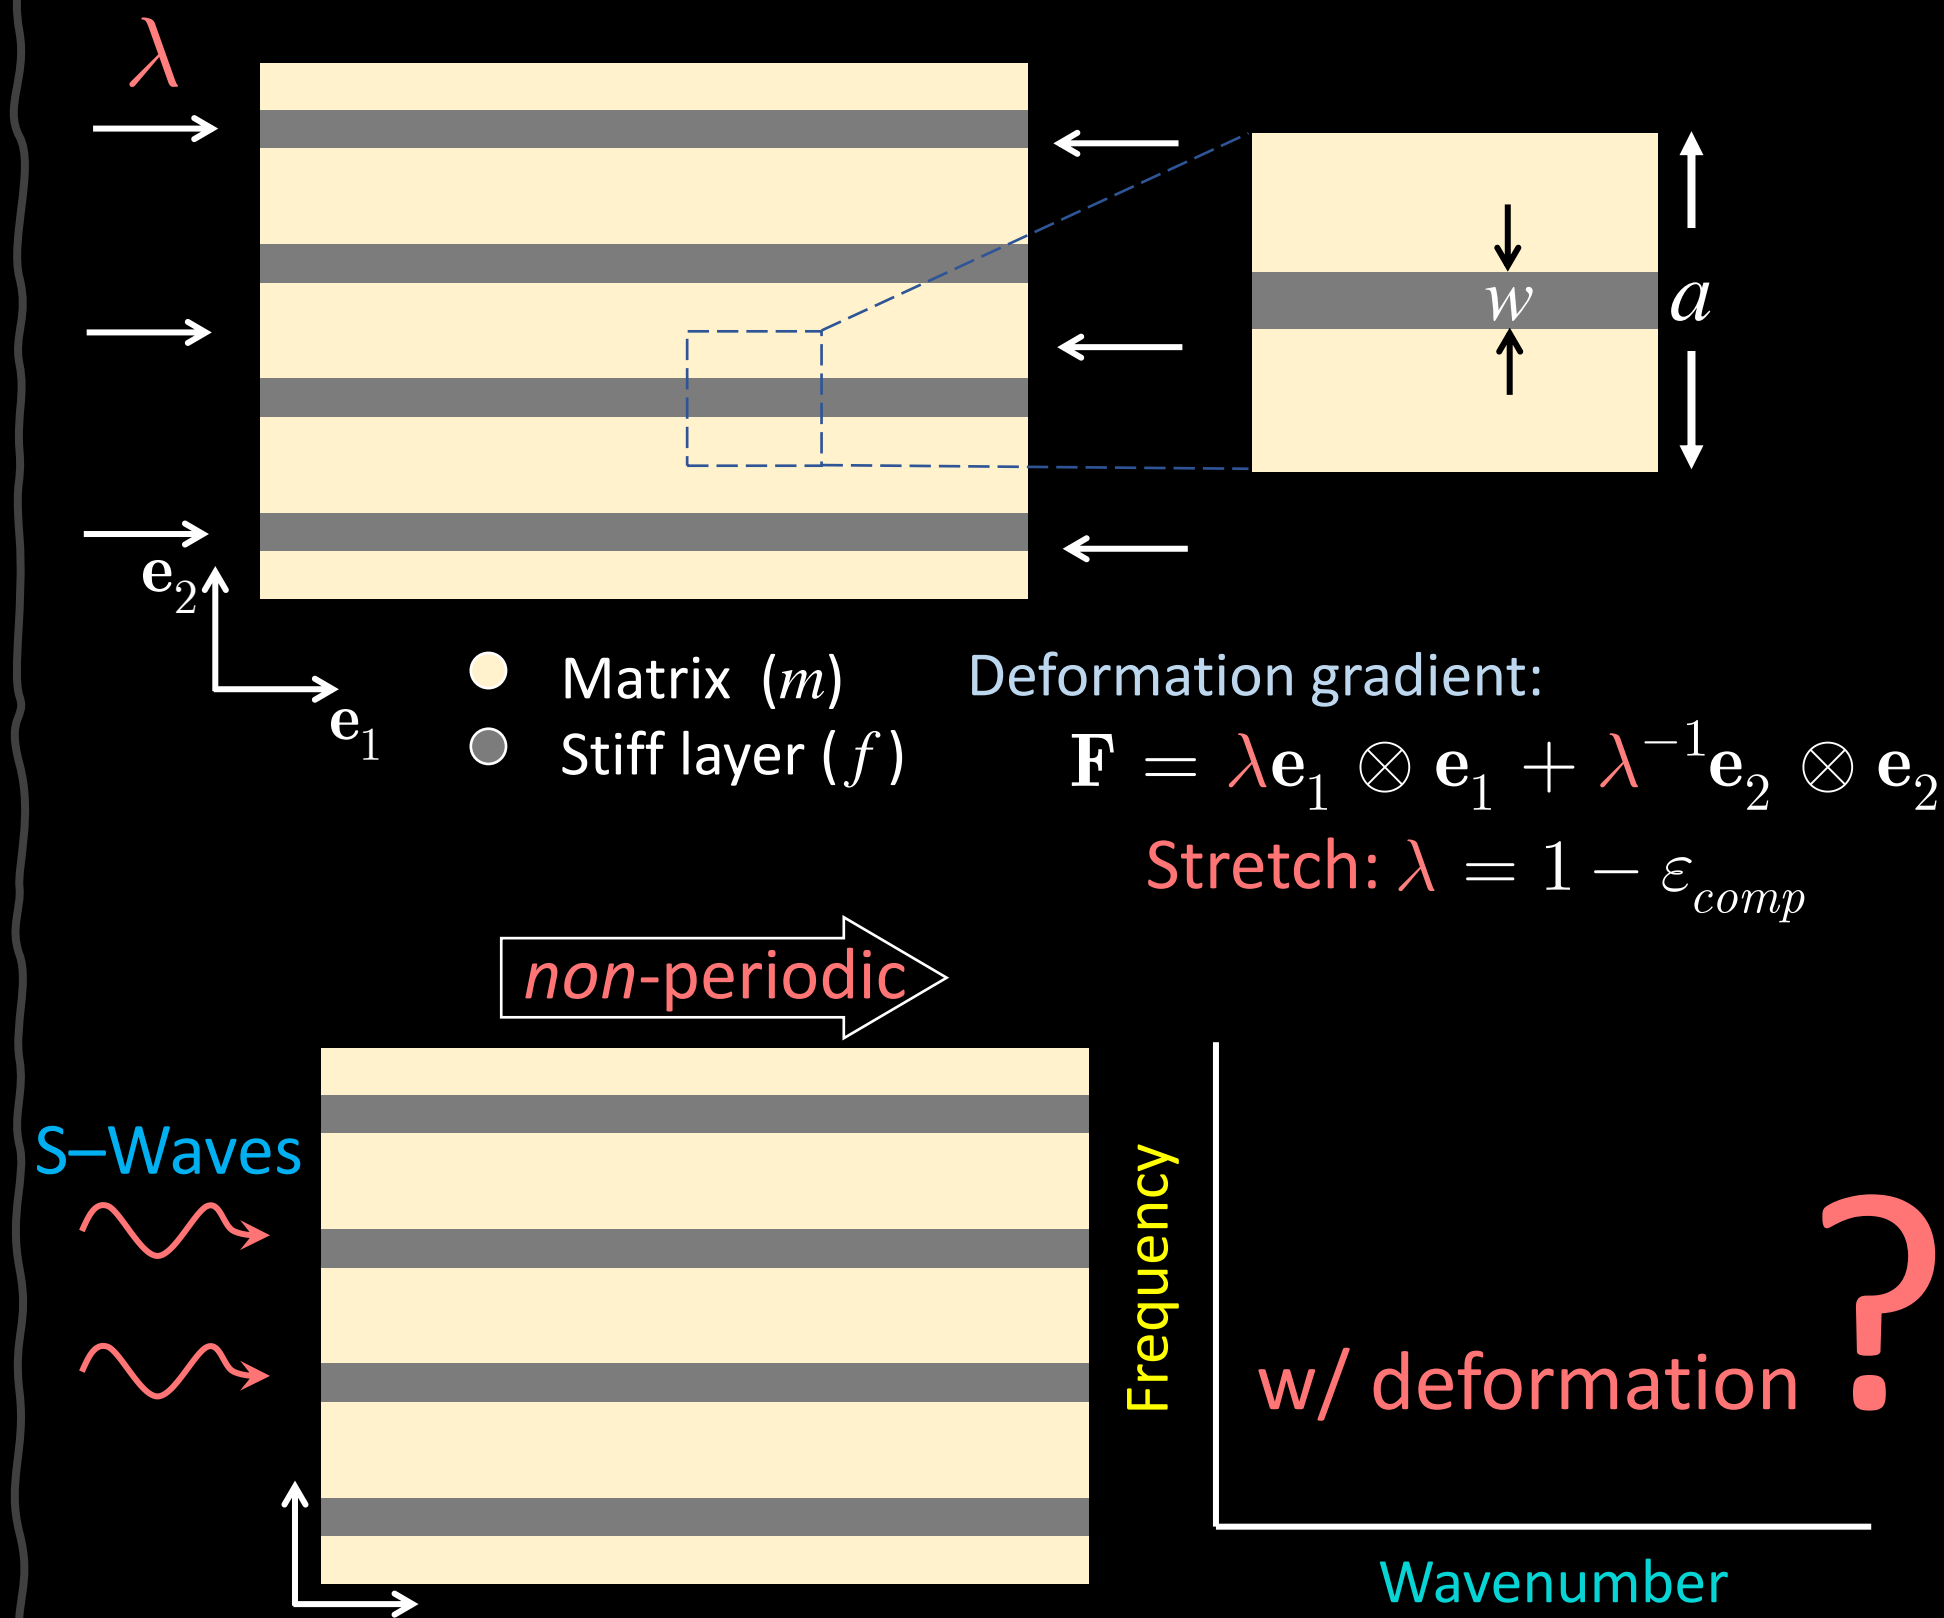 λ
w
a
e₂
e₁
Matrix (m)
Stiff layer (f)
Deformation gradient:
F = λe₁ ⊗ e₁ + λ⁻¹e₂ ⊗ e₂
Stretch: λ = 1 − ε_comp
non-periodic
S–Waves
Frequency
w/ deformation ?
Wavenumber